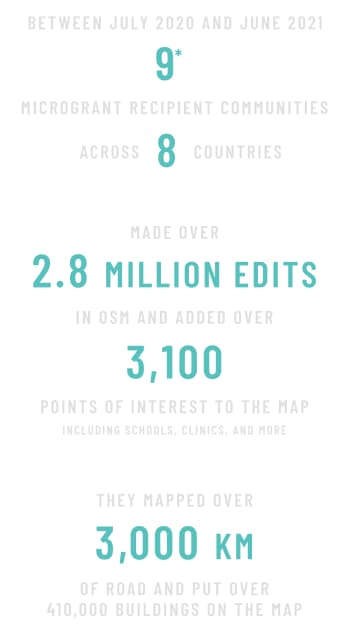 BETWEEN JULY 2020 AND JUNE 2021
9*
MICROGRANT RECIPIENT COMMUNITIES
ACROSS 8 COUNTRIES
MADE OVER
2.8 MILLION EDITS
IN OSM AND ADDED OVER
3,100
POINTS OF INTEREST TO THE MAP
INCLUDING SCHOOLS, CLINICS, AND MORE
THEY MAPPED OVER
3,000 KM
OF ROAD AND PUT OVER
410,000 BUILDINGS ON THE MAP